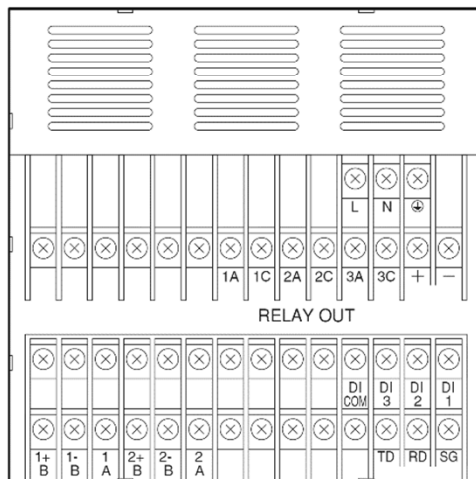 L N ⏚
1A 1C 2A 2C 3A 3C + −
RELAY OUT
DI COM DI 3 DI 2 DI 1
1+ B 1- B 1 A 2+ B 2- B 2 A TD RD SG